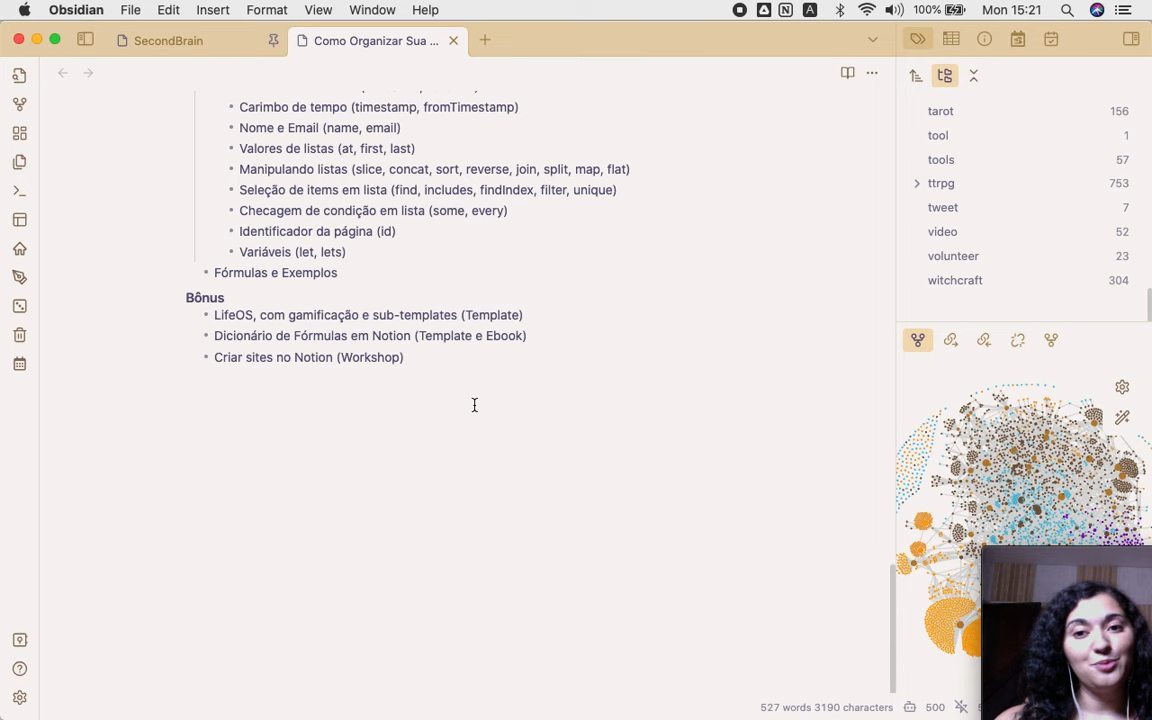 Obsidian File Edit Insert Format View Window Help
100% Mon 15:21
SecondBrain
Como Organizar Sua ...
Carimbo de tempo (timestamp, fromTimestamp)
Nome e Email (name, email)
Valores de listas (at, first, last)
Manipulando listas (slice, concat, sort, reverse, join, split, map, flat)
Seleção de items em lista (find, includes, findIndex, filter, unique)
Checagem de condição em lista (some, every)
Identificador da página (id)
Variáveis (let, lets)
Fórmulas e Exemplos
Bônus
LifeOS, com gamificação e sub-templates (Template)
Dicionário de Fórmulas em Notion (Template e Ebook)
Criar sites no Notion (Workshop)
tarot 156
tool 1
tools 57
ttrpg 753
tweet 7
video 52
volunteer 23
witchcraft 304
527 words 3190 characters 500